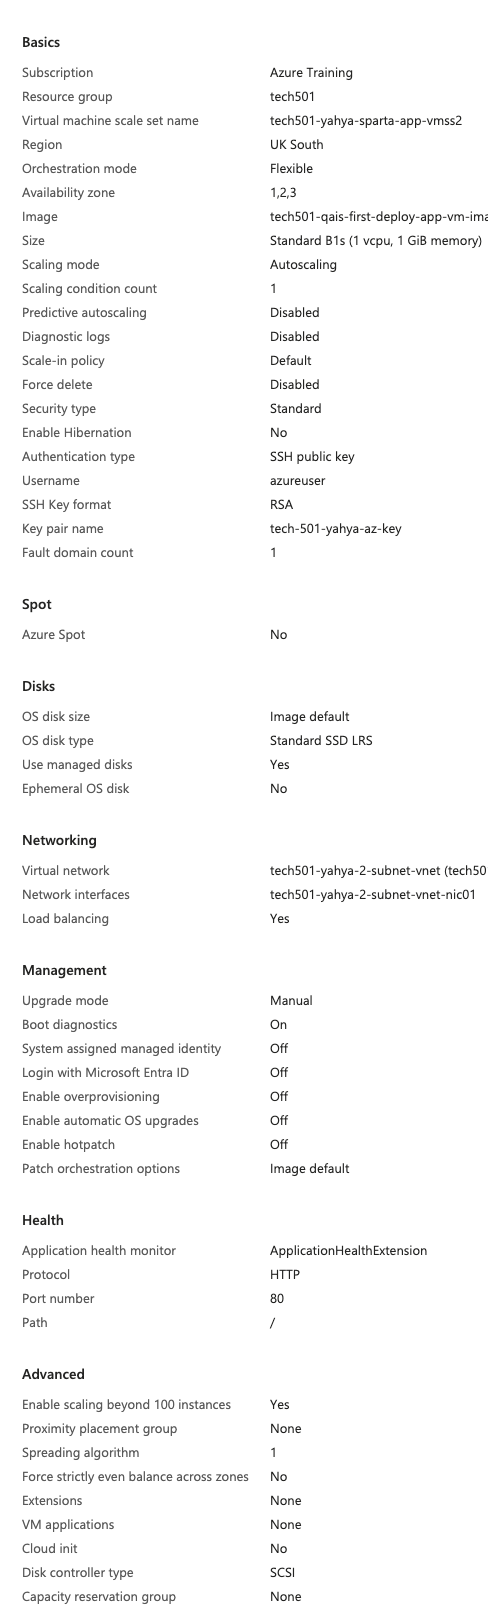 Basics
Subscription Azure Training
Resource group tech501
Virtual machine scale set name tech501-yahya-sparta-app-vmss2
Region UK South
Orchestration mode Flexible
Availability zone 1,2,3
Image tech501-qais-first-deploy-app-vm-ima
Size Standard B1s (1 vcpu, 1 GiB memory)
Scaling mode Autoscaling
Scaling condition count 1
Predictive autoscaling Disabled
Diagnostic logs Disabled
Scale-in policy Default
Force delete Disabled
Security type Standard
Enable Hibernation No
Authentication type SSH public key
Username azureuser
SSH Key format RSA
Key pair name tech-501-yahya-az-key
Fault domain count 1
Spot
Azure Spot No
Disks
OS disk size Image default
OS disk type Standard SSD LRS
Use managed disks Yes
Ephemeral OS disk No
Networking
Virtual network tech501-yahya-2-subnet-vnet (tech50
Network interfaces tech501-yahya-2-subnet-vnet-nic01
Load balancing Yes
Management
Upgrade mode Manual
Boot diagnostics On
System assigned managed identity Off
Login with Microsoft Entra ID Off
Enable overprovisioning Off
Enable automatic OS upgrades Off
Enable hotpatch Off
Patch orchestration options Image default
Health
Application health monitor ApplicationHealthExtension
Protocol HTTP
Port number 80
Path /
Advanced
Enable scaling beyond 100 instances Yes
Proximity placement group None
Spreading algorithm 1
Force strictly even balance across zones No
Extensions None
VM applications None
Cloud init No
Disk controller type SCSI
Capacity reservation group None